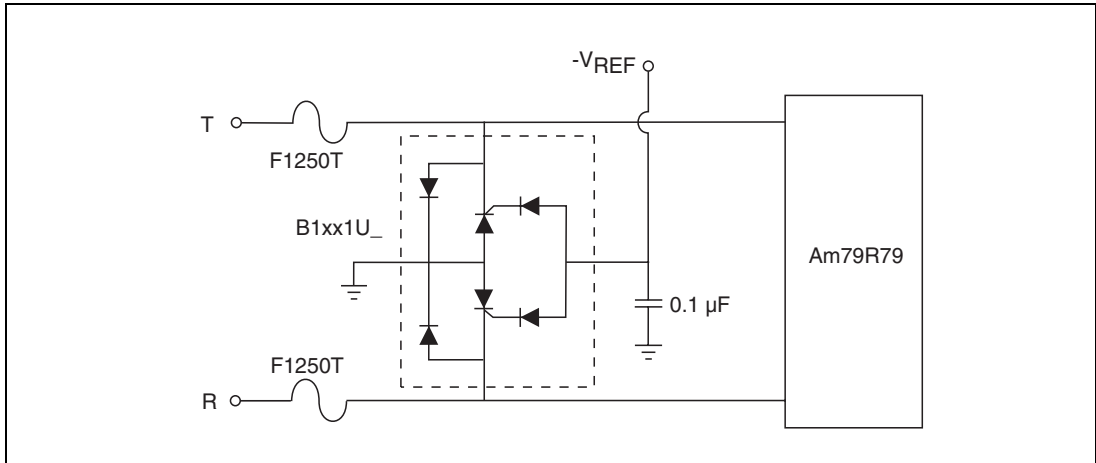 -VREF
T
F1250T
B1xx1U_
Am79R79
0.1 µF
F1250T
R